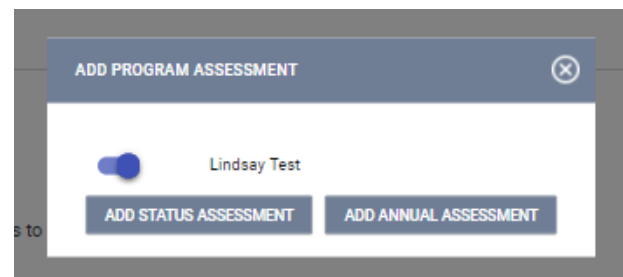 ADD PROGRAM ASSESSMENT
Lindsay Test
ADD STATUS ASSESSMENT ADD ANNUAL ASSESSMENT
s to